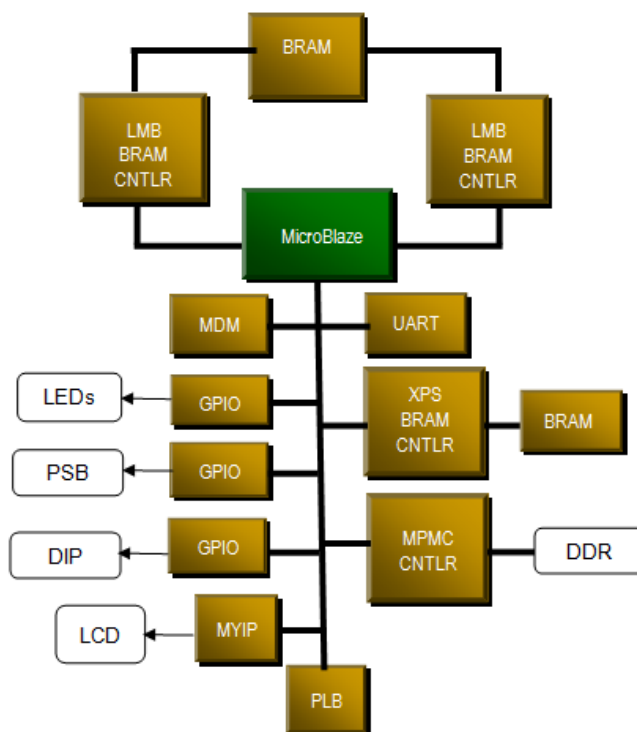 BRAM
LMB
BRAM
CNTLR
LMB
BRAM
CNTLR
MicroBlaze
MDM
UART
LEDs
GPIO
XPS
BRAM
CNTLR
BRAM
PSB
GPIO
DIP
GPIO
MPMC
CNTLR
DDR
LCD
MYIP
PLB